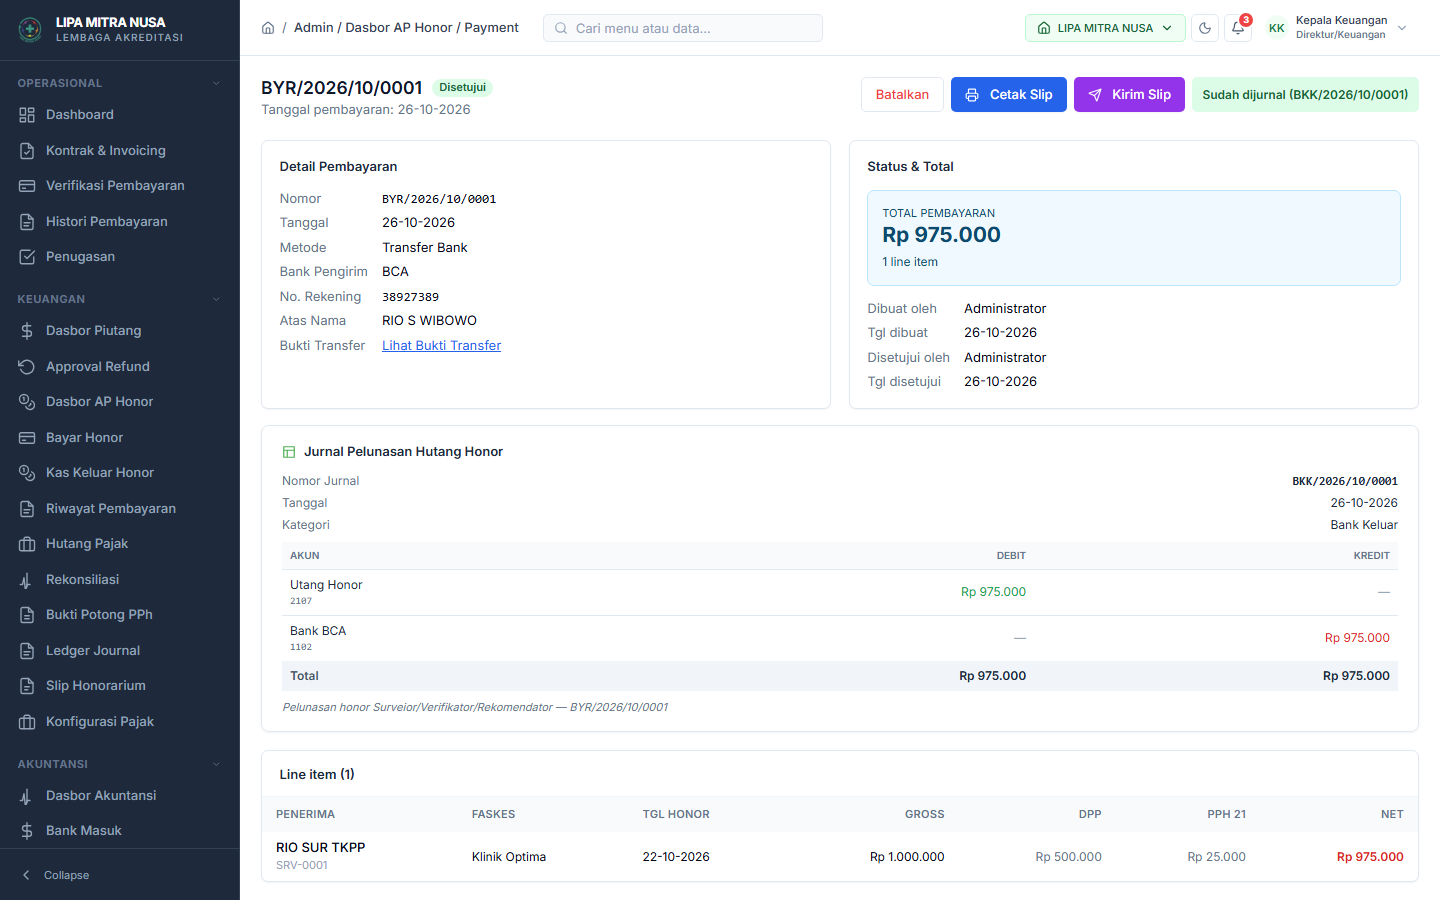 LIPA MITRA NUSA
LEMBAGA AKREDITASI
OPERASIONAL
Dashboard
Kontrak & Invoicing
Verifikasi Pembayaran
Histori Pembayaran
Penugasan
KEUANGAN
Dasbor Piutang
Approval Refund
Dasbor AP Honor
Bayar Honor
Kas Keluar Honor
Riwayat Pembayaran
Hutang Pajak
Rekonsiliasi
Bukti Potong PPh
Ledger Journal
Slip Honorarium
Konfigurasi Pajak
AKUNTANSI
Dasbor Akuntansi
Bank Masuk
Collapse
/ Admin / Dasbor AP Honor / Payment
Cari menu atau data...
LIPA MITRA NUSA
3
KK
Kepala Keuangan
Direktur/Keuangan
BYR/2026/10/0001 Disetujui
Tanggal pembayaran: 26-10-2026
Batalkan
Cetak Slip
Kirim Slip
Sudah dijurnal (BKK/2026/10/0001)
Detail Pembayaran
Nomor BYR/2026/10/0001
Tanggal 26-10-2026
Metode Transfer Bank
Bank Pengirim BCA
No. Rekening 38927389
Atas Nama RIO S WIBOWO
Bukti Transfer Lihat Bukti Transfer
Status & Total
TOTAL PEMBAYARAN
Rp 975.000
1 line item
Dibuat oleh Administrator
Tgl dibuat 26-10-2026
Disetujui oleh Administrator
Tgl disetujui 26-10-2026
Jurnal Pelunasan Hutang Honor
Nomor Jurnal BKK/2026/10/0001
Tanggal 26-10-2026
Kategori Bank Keluar
AKUN DEBIT KREDIT
Utang Honor Rp 975.000 —
2107
Bank BCA — Rp 975.000
1102
Total Rp 975.000 Rp 975.000
Pelunasan honor Surveior/Verifikator/Rekomendator — BYR/2026/10/0001
Line item (1)
PENERIMA FASKES TGL HONOR GROSS DPP PPH 21 NET
RIO SUR TKPP Klinik Optima 22-10-2026 Rp 1.000.000 Rp 500.000 Rp 25.000 Rp 975.000
SRV-0001